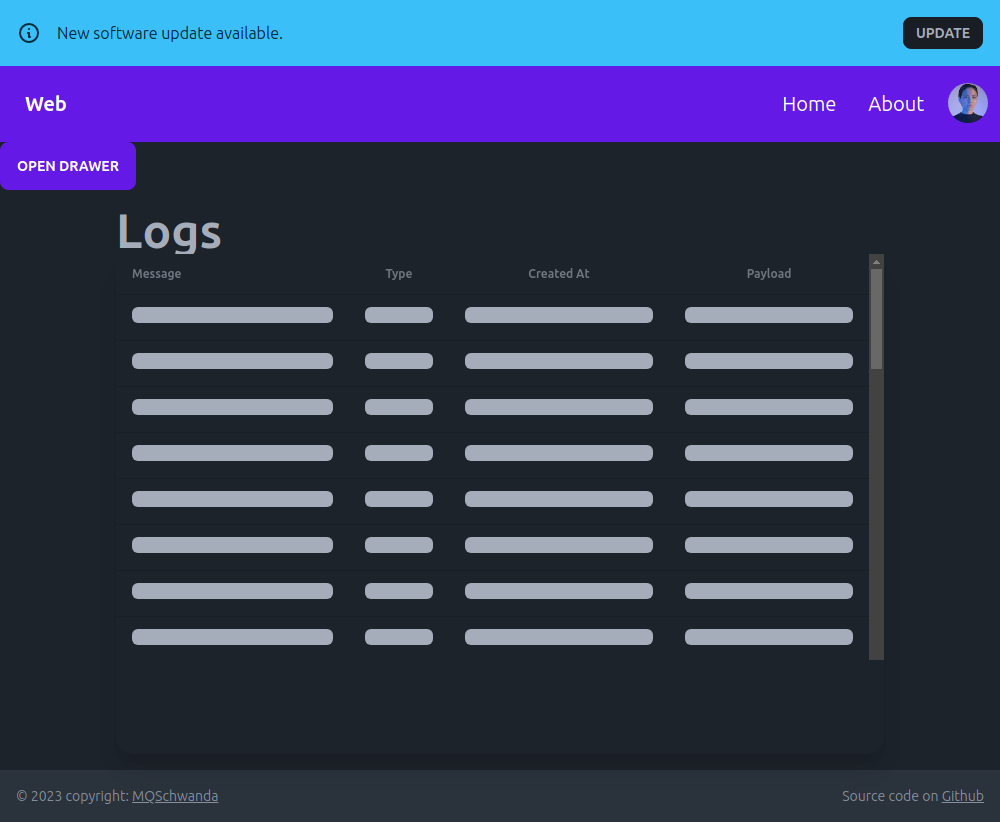 New software update available.
UPDATE
Web
Home
About
OPEN DRAWER
Logs
Message Type Created At Payload
© 2023 copyright: MQSchwanda
Source code on Github